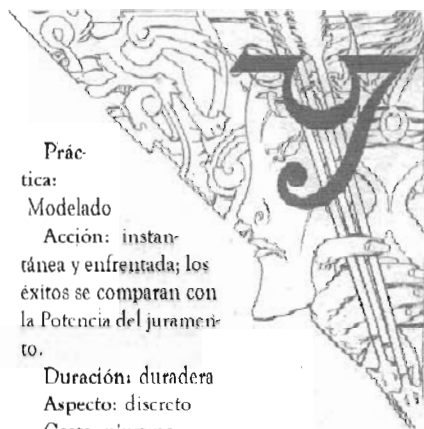 Prác-
tica:
Modelado
Acción: instan-
tánea y enfrentada; los
éxitos se comparan con
la Potencia del juramen-
to.
Duración: duradera
Aspecto: discreto